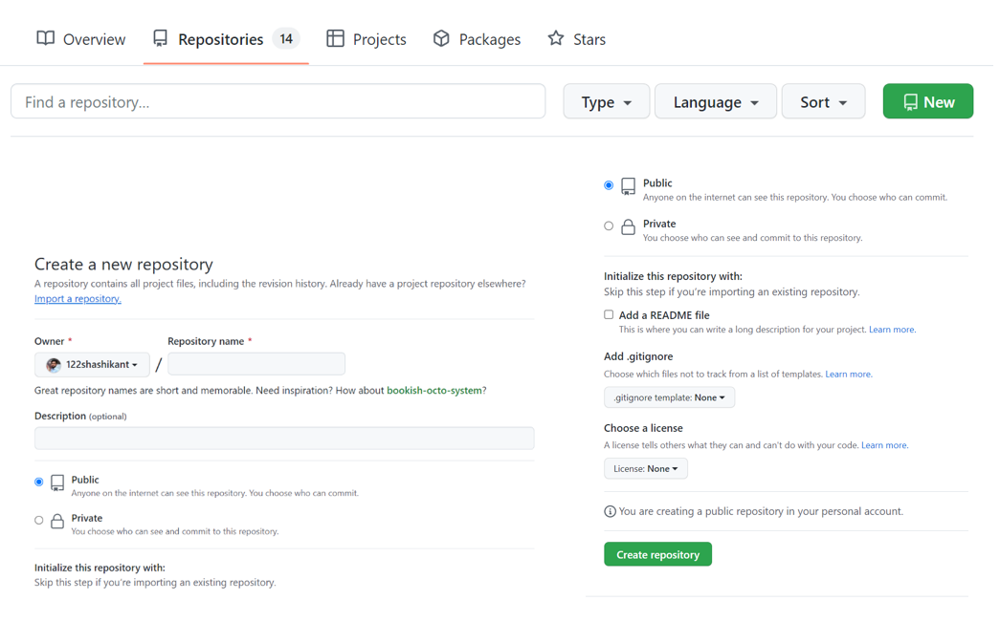 Overview Repositories 14 Projects Packages Stars
Find a repository... Type Language Sort New
Create a new repository
A repository contains all project files, including the revision history. Already have a project repository elsewhere?
Import a repository.
Owner * Repository name *
122shashikant / 
Great repository names are short and memorable. Need inspiration? How about bookish-octo-system?
Description (optional)
Public
Anyone on the internet can see this repository. You choose who can commit.
Private
You choose who can see and commit to this repository.
Initialize this repository with:
Skip this step if you're importing an existing repository.
Public
Anyone on the internet can see this repository. You choose who can commit.
Private
You choose who can see and commit to this repository.
Initialize this repository with:
Skip this step if you're importing an existing repository.
Add a README file
This is where you can write a long description for your project. Learn more.
Add .gitignore
Choose which files not to track from a list of templates. Learn more.
.gitignore template: None
Choose a license
A license tells others what they can and can't do with your code. Learn more.
License: None
You are creating a public repository in your personal account.
Create repository